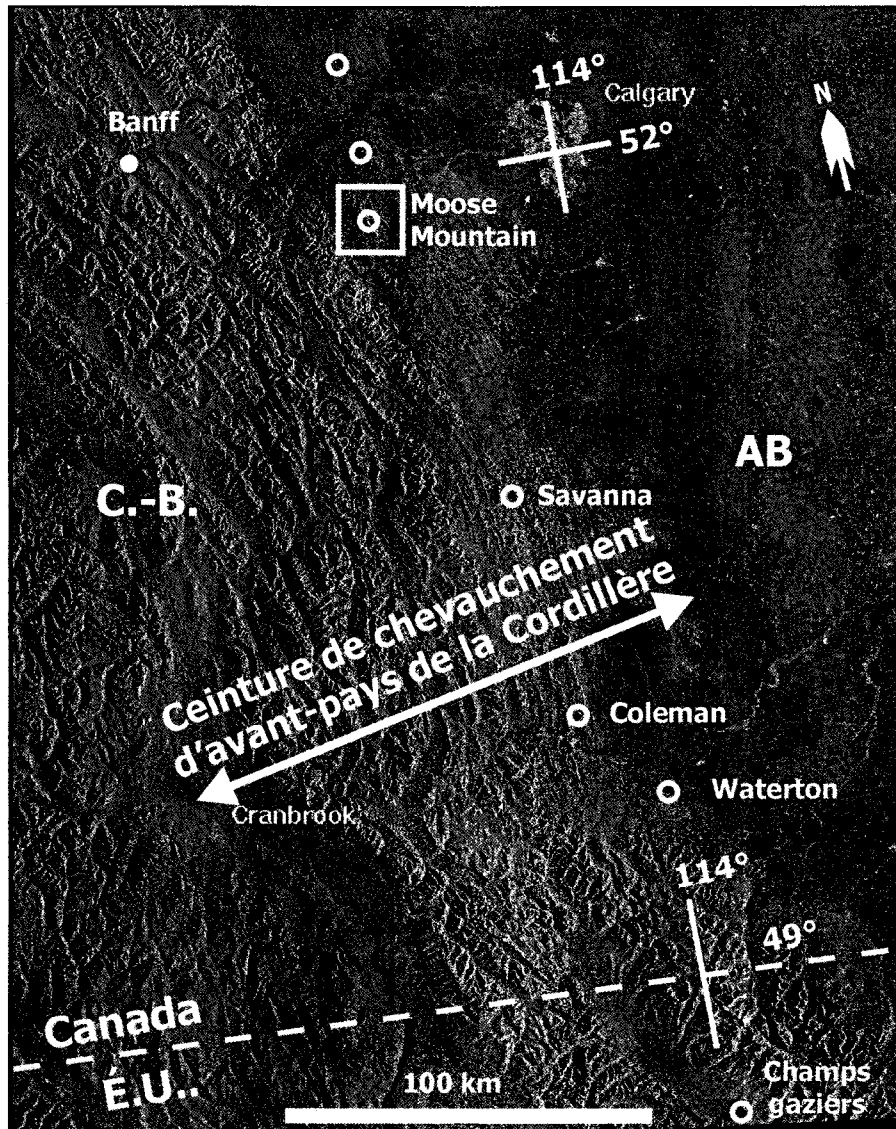 114°
Calgary
N
Banff
52°
Moose
Mountain
AB
C.-B.
Savanna
Ceinture de chevauchement
d'avant-pays de la Cordillère
Coleman
Waterton
Cranbrook
114°
49°
Canada
É.U..
100 km
Champs
gaziers